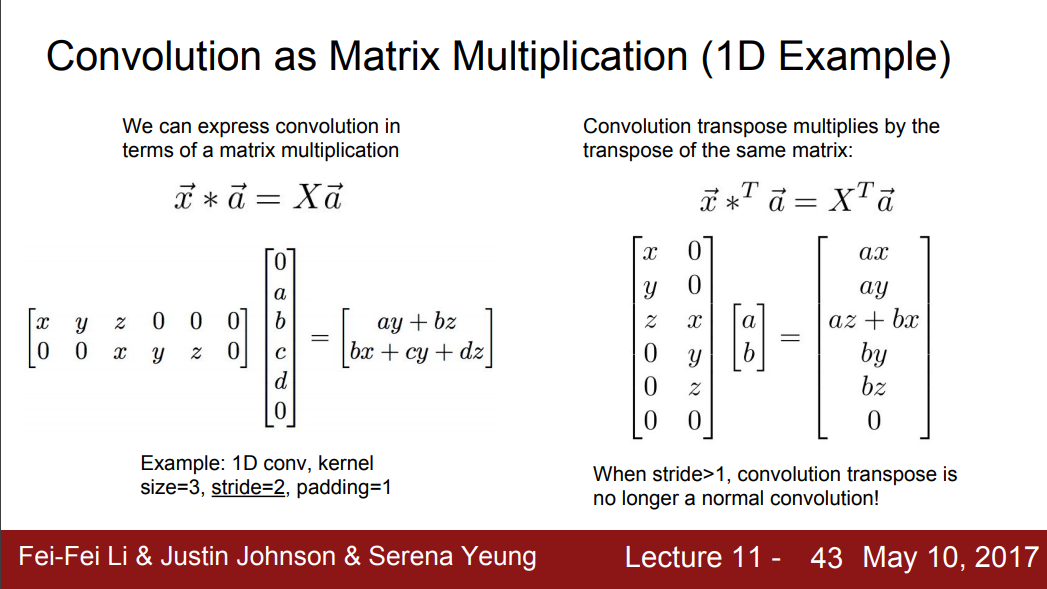 Convolution as Matrix Multiplication (1D Example)
We can express convolution in
terms of a matrix multiplication
$\vec{x} * \vec{a} = X\vec{a}$
$\begin{bmatrix} x & y & z & 0 & 0 & 0 \\ 0 & 0 & x & y & z & 0 \end{bmatrix} \begin{bmatrix} 0 \\ a \\ b \\ c \\ d \\ 0 \end{bmatrix} = \begin{bmatrix} ay + bz \\ bx + cy + dz \end{bmatrix}$
Example: 1D conv, kernel
size=3, stride=2, padding=1
Convolution transpose multiplies by the
transpose of the same matrix:
$\vec{x} *^T \vec{a} = X^T\vec{a}$
$\begin{bmatrix} x & 0 \\ y & 0 \\ z & x \\ 0 & y \\ 0 & z \\ 0 & 0 \end{bmatrix} \begin{bmatrix} a \\ b \end{bmatrix} = \begin{bmatrix} ax \\ ay \\ az + bx \\ by \\ bz \\ 0 \end{bmatrix}$
When stride>1, convolution transpose is
no longer a normal convolution!
Fei-Fei Li & Justin Johnson & Serena Yeung
Lecture 11 - 43 May 10, 2017